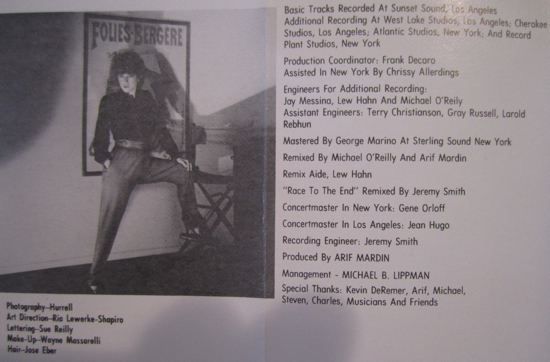 FOLIES-BERGÈRE
Photography—Hurrell
Art Direction—Ria Lewerke-Shapiro
Lettering—Sue Reilly
Make-Up—Wayne Massarelli
Hair—Jose Eber
Basic Tracks Recorded At Sunset Sound, Los Angeles
Additional Recording At West Lake Studios, Los Angeles; Cherokee
Studios, Los Angeles; Atlantic Studios, New York; And Record
Plant Studios, New York
Production Coordinator: Frank Decaro
Assisted In New York By Chrissy Allerdings
Engineers For Additional Recording:
Jay Messina, Lew Hahn And Michael O'Reily
Assistant Engineers: Terry Christianson, Gray Russell, Larold
Rebhun
Mastered By George Marino At Sterling Sound New York
Remixed By Michael O'Reilly And Arif Mardin
Remix Aide, Lew Hahn
"Race To The End" Remixed By Jeremy Smith
Concertmaster In New York: Gene Orloff
Concertmaster In Los Angeles: Jean Hugo
Recording Engineer: Jeremy Smith
Produced By ARIF MARDIN
Management - MICHAEL B. LIPPMAN
Special Thanks: Kevin DeRemer, Arif, Michael,
Steven, Charles, Musicians And Friends